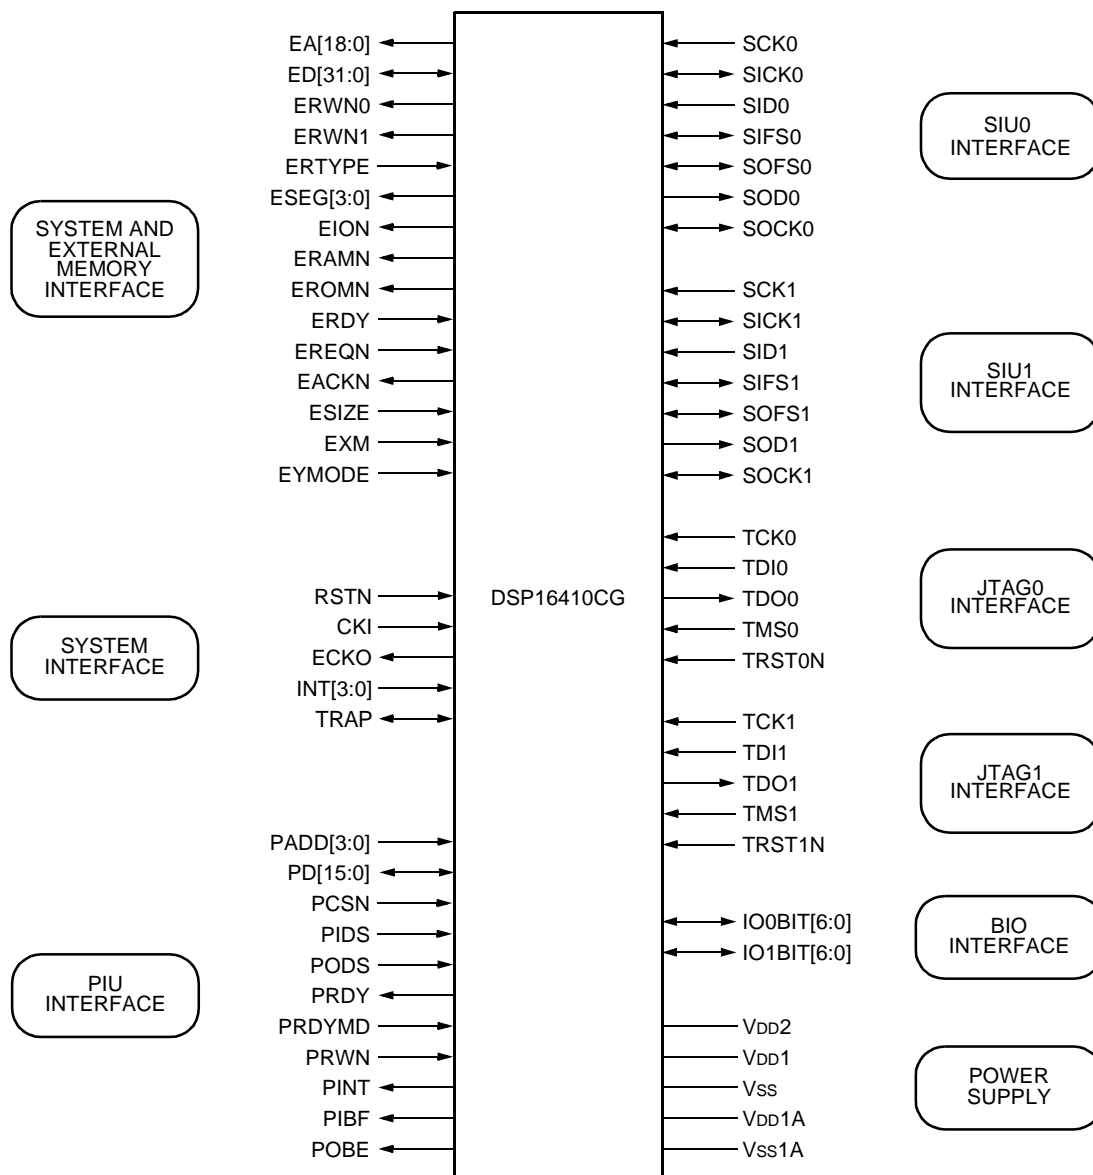 EA[18:0]
ED[31:0]
ERWN0
ERWN1
ERTYPE
ESEG[3:0]
EION
ERAMN
EROMN
ERDY
EREQN
EACKN
ESIZE
EXM
EYMODE
SYSTEM AND
EXTERNAL
MEMORY
INTERFACE
RSTN
CKI
ECKO
INT[3:0]
TRAP
SYSTEM
INTERFACE
PADD[3:0]
PD[15:0]
PCSN
PIDS
PODS
PRDY
PRDYMD
PRWN
PINT
PIBF
POBE
PIU
INTERFACE
DSP16410CG
SCK0
SICK0
SID0
SIFS0
SOFS0
SOD0
SOCK0
SIU0
INTERFACE
SCK1
SICK1
SID1
SIFS1
SOFS1
SOD1
SOCK1
SIU1
INTERFACE
TCK0
TDI0
TDO0
TMS0
TRST0N
JTAG0
INTERFACE
TCK1
TDI1
TDO1
TMS1
TRST1N
JTAG1
INTERFACE
IO0BIT[6:0]
IO1BIT[6:0]
BIO
INTERFACE
VDD2
VDD1
VSS
VDD1A
VSS1A
POWER
SUPPLY